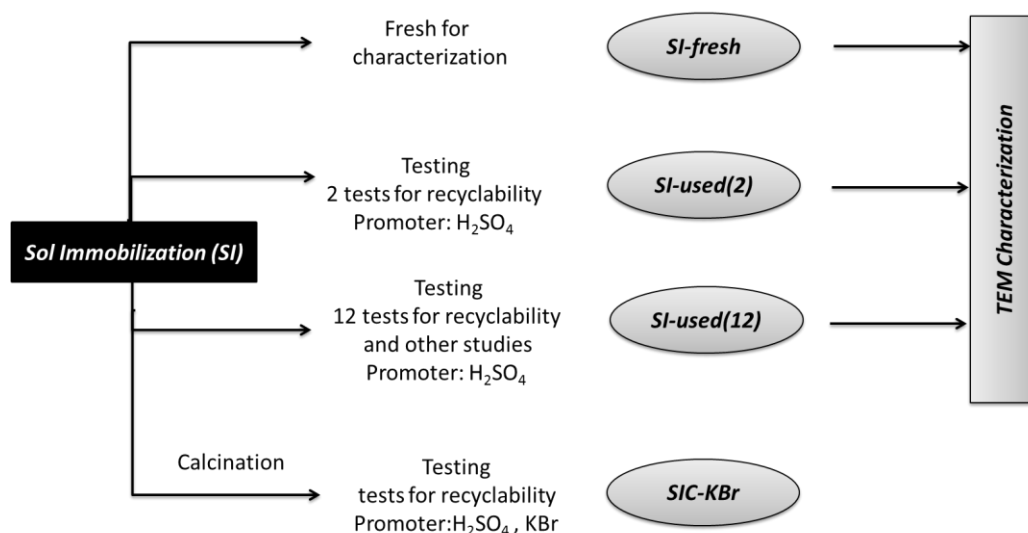 Fresh for
characterization
SI-fresh
Testing
2 tests for recyclability
Promoter: H₂SO₄
SI-used(2)
Sol Immobilization (SI)
Testing
12 tests for recyclability
and other studies
Promoter: H₂SO₄
SI-used(12)
TEM Characterization
Calcination
Testing
tests for recyclability
Promoter:H₂SO₄ , KBr
SIC-KBr